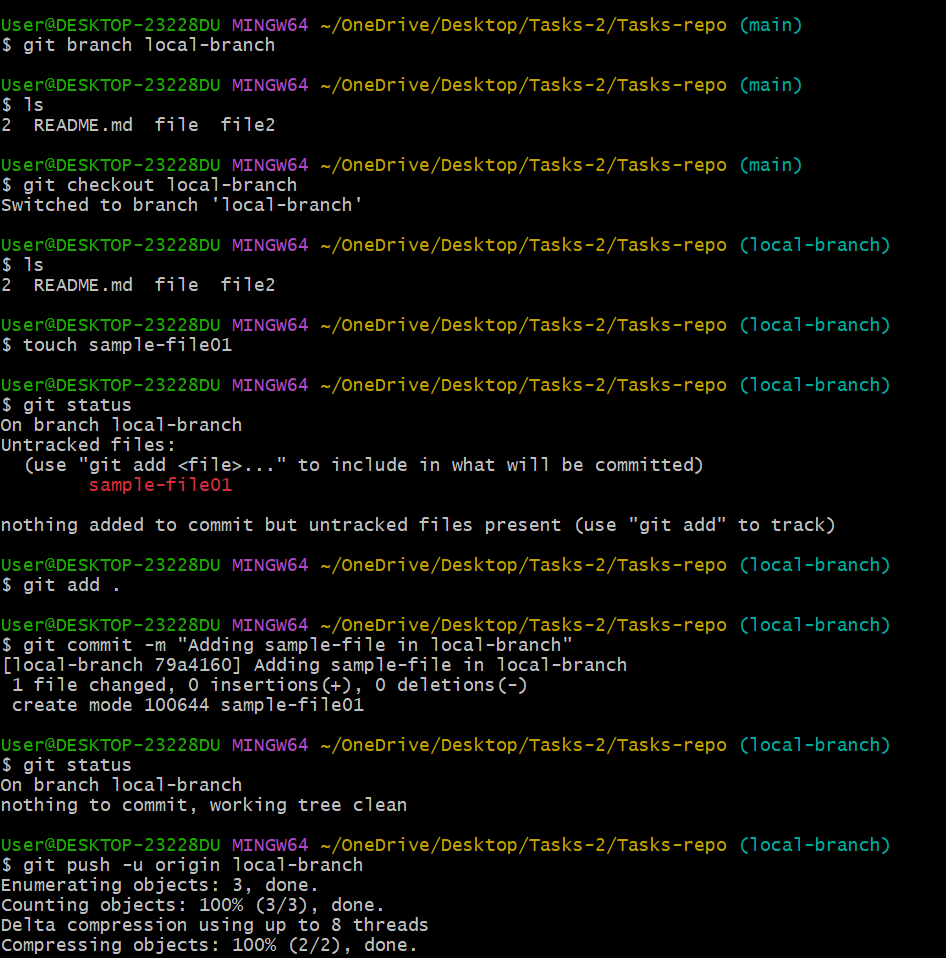 User@DESKTOP-23228DU MINGW64 ~/OneDrive/Desktop/Tasks-2/Tasks-repo (main)
$ git branch local-branch
User@DESKTOP-23228DU MINGW64 ~/OneDrive/Desktop/Tasks-2/Tasks-repo (main)
$ ls
2  README.md  file  file2
User@DESKTOP-23228DU MINGW64 ~/OneDrive/Desktop/Tasks-2/Tasks-repo (main)
$ git checkout local-branch
Switched to branch 'local-branch'
User@DESKTOP-23228DU MINGW64 ~/OneDrive/Desktop/Tasks-2/Tasks-repo (local-branch)
$ ls
2  README.md  file  file2
User@DESKTOP-23228DU MINGW64 ~/OneDrive/Desktop/Tasks-2/Tasks-repo (local-branch)
$ touch sample-file01
User@DESKTOP-23228DU MINGW64 ~/OneDrive/Desktop/Tasks-2/Tasks-repo (local-branch)
$ git status
On branch local-branch
Untracked files:
  (use "git add <file>..." to include in what will be committed)
        sample-file01
nothing added to commit but untracked files present (use "git add" to track)
User@DESKTOP-23228DU MINGW64 ~/OneDrive/Desktop/Tasks-2/Tasks-repo (local-branch)
$ git add .
User@DESKTOP-23228DU MINGW64 ~/OneDrive/Desktop/Tasks-2/Tasks-repo (local-branch)
$ git commit -m "Adding sample-file in local-branch"
[local-branch 79a4160] Adding sample-file in local-branch
 1 file changed, 0 insertions(+), 0 deletions(-)
 create mode 100644 sample-file01
User@DESKTOP-23228DU MINGW64 ~/OneDrive/Desktop/Tasks-2/Tasks-repo (local-branch)
$ git status
On branch local-branch
nothing to commit, working tree clean
User@DESKTOP-23228DU MINGW64 ~/OneDrive/Desktop/Tasks-2/Tasks-repo (local-branch)
$ git push -u origin local-branch
Enumerating objects: 3, done.
Counting objects: 100% (3/3), done.
Delta compression using up to 8 threads
Compressing objects: 100% (2/2), done.